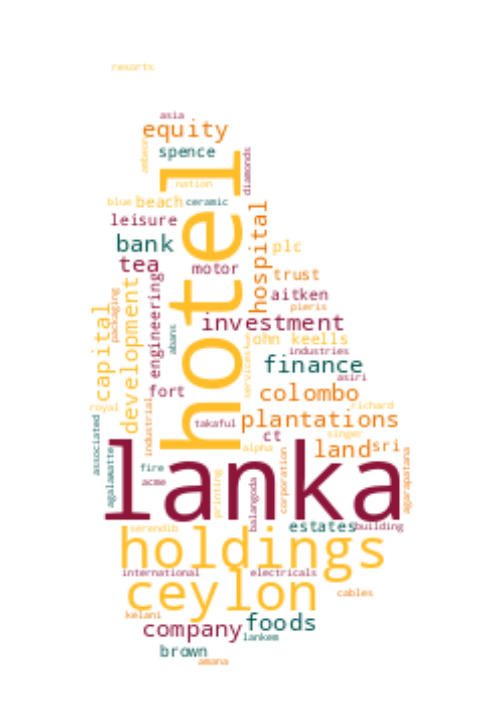 resorts
asia
equity
ambeon
spence
diamonds
nation
hotel
blue
beach
ceramic
leisure
hospital
bank
plc
tea
motor
trust
engineering
development
capital
packaging
aitken
pieris
investment
abans
services
john keells
industries
finance
asiri
fort
colombo
royal
industrial
richard
plantations
takaful
singer
ct
associated
agalawatte
alpha
land
sri
lanka
fire
acme
printing
balangoda
corporation
agarapatana
serendib
estates
building
holdings
international
electricals
ceylon
cables
kelani
company
foods
lankem
brown
amana